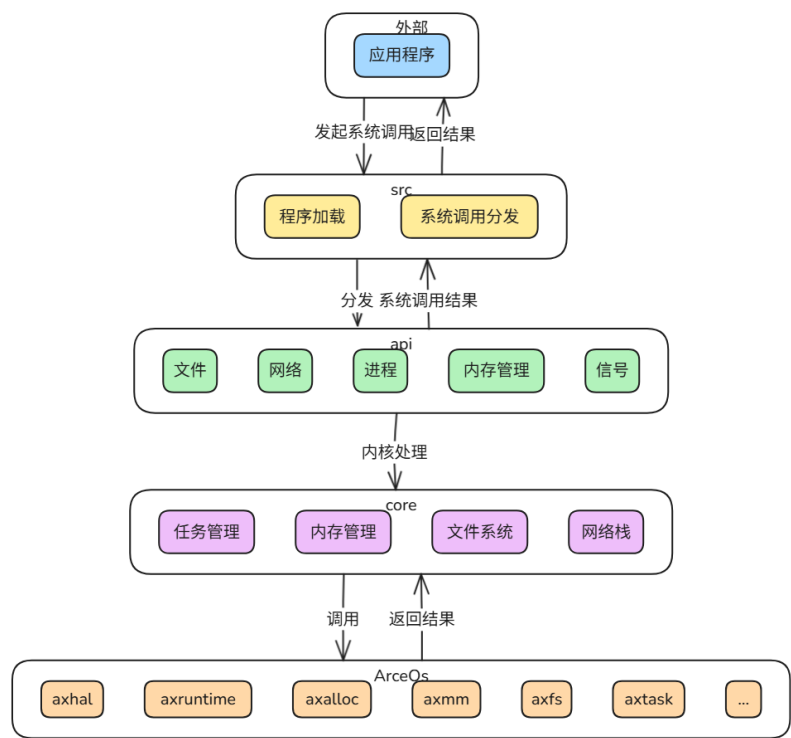 外部
应用程序
发起系统调用
返回结果
src
程序加载
系统调用分发
分发
系统调用结果
api
文件
网络
进程
内存管理
信号
内核处理
core
任务管理
内存管理
文件系统
网络栈
调用
返回结果
ArceOs
axhal
axruntime
axalloc
axmm
axfs
axtask
...